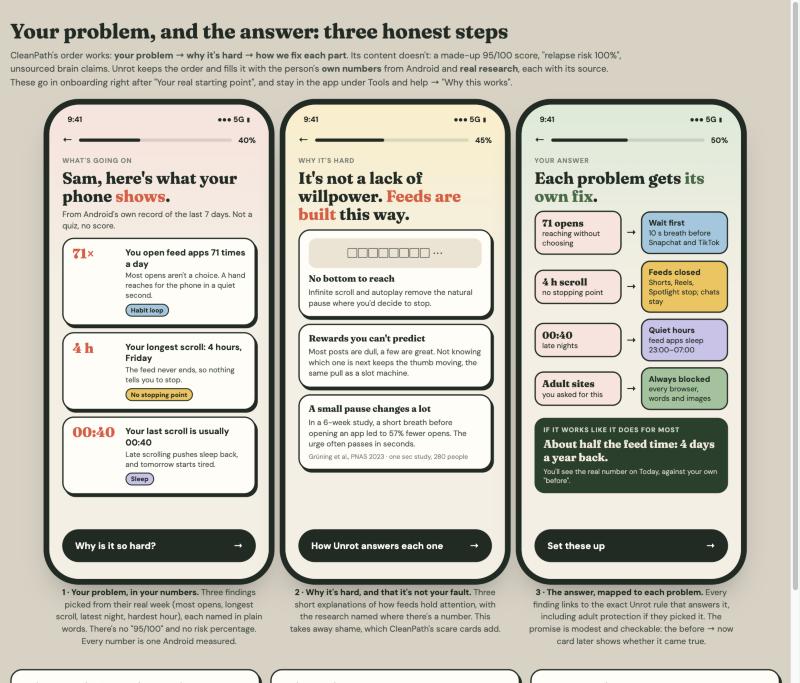 Your problem, and the answer: three honest steps
CleanPath's order works: your problem → why it's hard → how we fix each part. Its content doesn't: a made-up 95/100 score, "relapse risk 100%",
unsourced brain claims. Unrot keeps the order and fills it with the person's own numbers from Android and real research, each with its source.
These go in onboarding right after "Your real starting point", and stay in the app under Tools and help → "Why this works".
9:41
●●● 5G ▮
← 40%
WHAT'S GOING ON
Sam, here's what your
phone shows.
From Android's own record of the last 7 days. Not a
quiz, no score.
71×
You open feed apps 71 times
a day
Most opens aren't a choice. A hand
reaches for the phone in a quiet
second.
Habit loop
4 h
Your longest scroll: 4 hours,
Friday
The feed never ends, so nothing
tells you to stop.
No stopping point
00:40
Your last scroll is usually
00:40
Late scrolling pushes sleep back,
and tomorrow starts tired.
Sleep
Why is it so hard? →
1 · Your problem, in your numbers. Three findings
picked from their real week (most opens, longest
scroll, latest night, hardest hour), each named in plain
words. There's no "95/100" and no risk percentage.
Every number is one Android measured.
9:41
●●● 5G ▮
← 45%
WHY IT'S HARD
It's not a lack of
willpower. Feeds are
built this way.
□□□□□□□□ ···
No bottom to reach
Infinite scroll and autoplay remove the natural
pause where you'd decide to stop.
Rewards you can't predict
Most posts are dull, a few are great. Not knowing
which one is next keeps the thumb moving, the
same pull as a slot machine.
A small pause changes a lot
In a 6-week study, a short breath before
opening an app led to 57% fewer opens. The
urge often passes in seconds.
Grüning et al., PNAS 2023 · one sec study, 280 people
How Unrot answers each one →
2 · Why it's hard, and that it's not your fault. Three
short explanations of how feeds hold attention, with
the research named where there's a number. This
takes away shame, which CleanPath's scare cards add.
9:41
●●● 5G ▮
← 50%
YOUR ANSWER
Each problem gets its
own fix.
71 opens
reaching without
choosing
→
Wait first
10 s breath before
Snapchat and TikTok
4 h scroll
no stopping point
→
Feeds closed
Shorts, Reels,
Spotlight stop; chats
stay
00:40
late nights
→
Quiet hours
feed apps sleep
23:00–07:00
Adult sites
you asked for this
→
Always blocked
every browser,
words and images
IF IT WORKS LIKE IT DOES FOR MOST
About half the feed time: 4 days
a year back.
You'll see the real number on Today, against your own
"before".
Set these up →
3 · The answer, mapped to each problem. Every
finding links to the exact Unrot rule that answers it,
including adult protection if they picked it. The
promise is modest and checkable: the before → now
card later shows whether it came true.